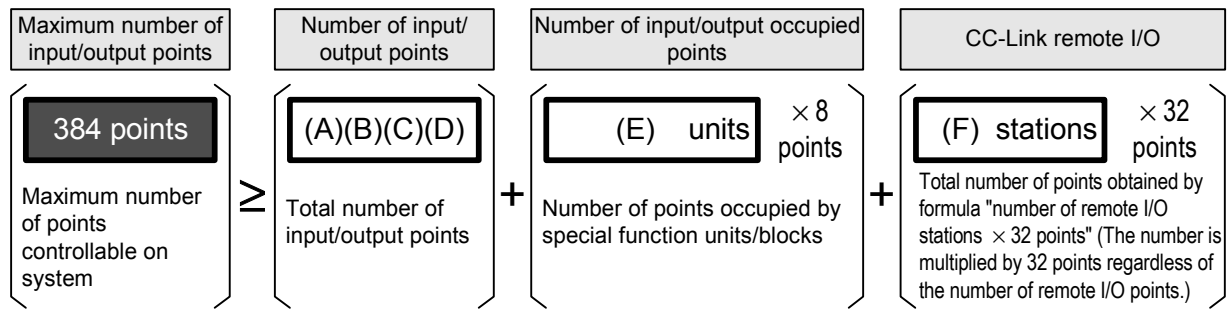 Maximum number of
input/output points
384 points
Maximum number
of points
controllable on
system
≥
Number of input/
output points
(A)(B)(C)(D)
Total number of
input/output points
+
Number of input/output occupied
points
(E) units × 8
points
Number of points occupied by
special function units/blocks
+
CC-Link remote I/O
(F) stations × 32
points
Total number of points obtained by
formula "number of remote I/O
stations × 32 points" (The number is
multiplied by 32 points regardless of
the number of remote I/O points.)